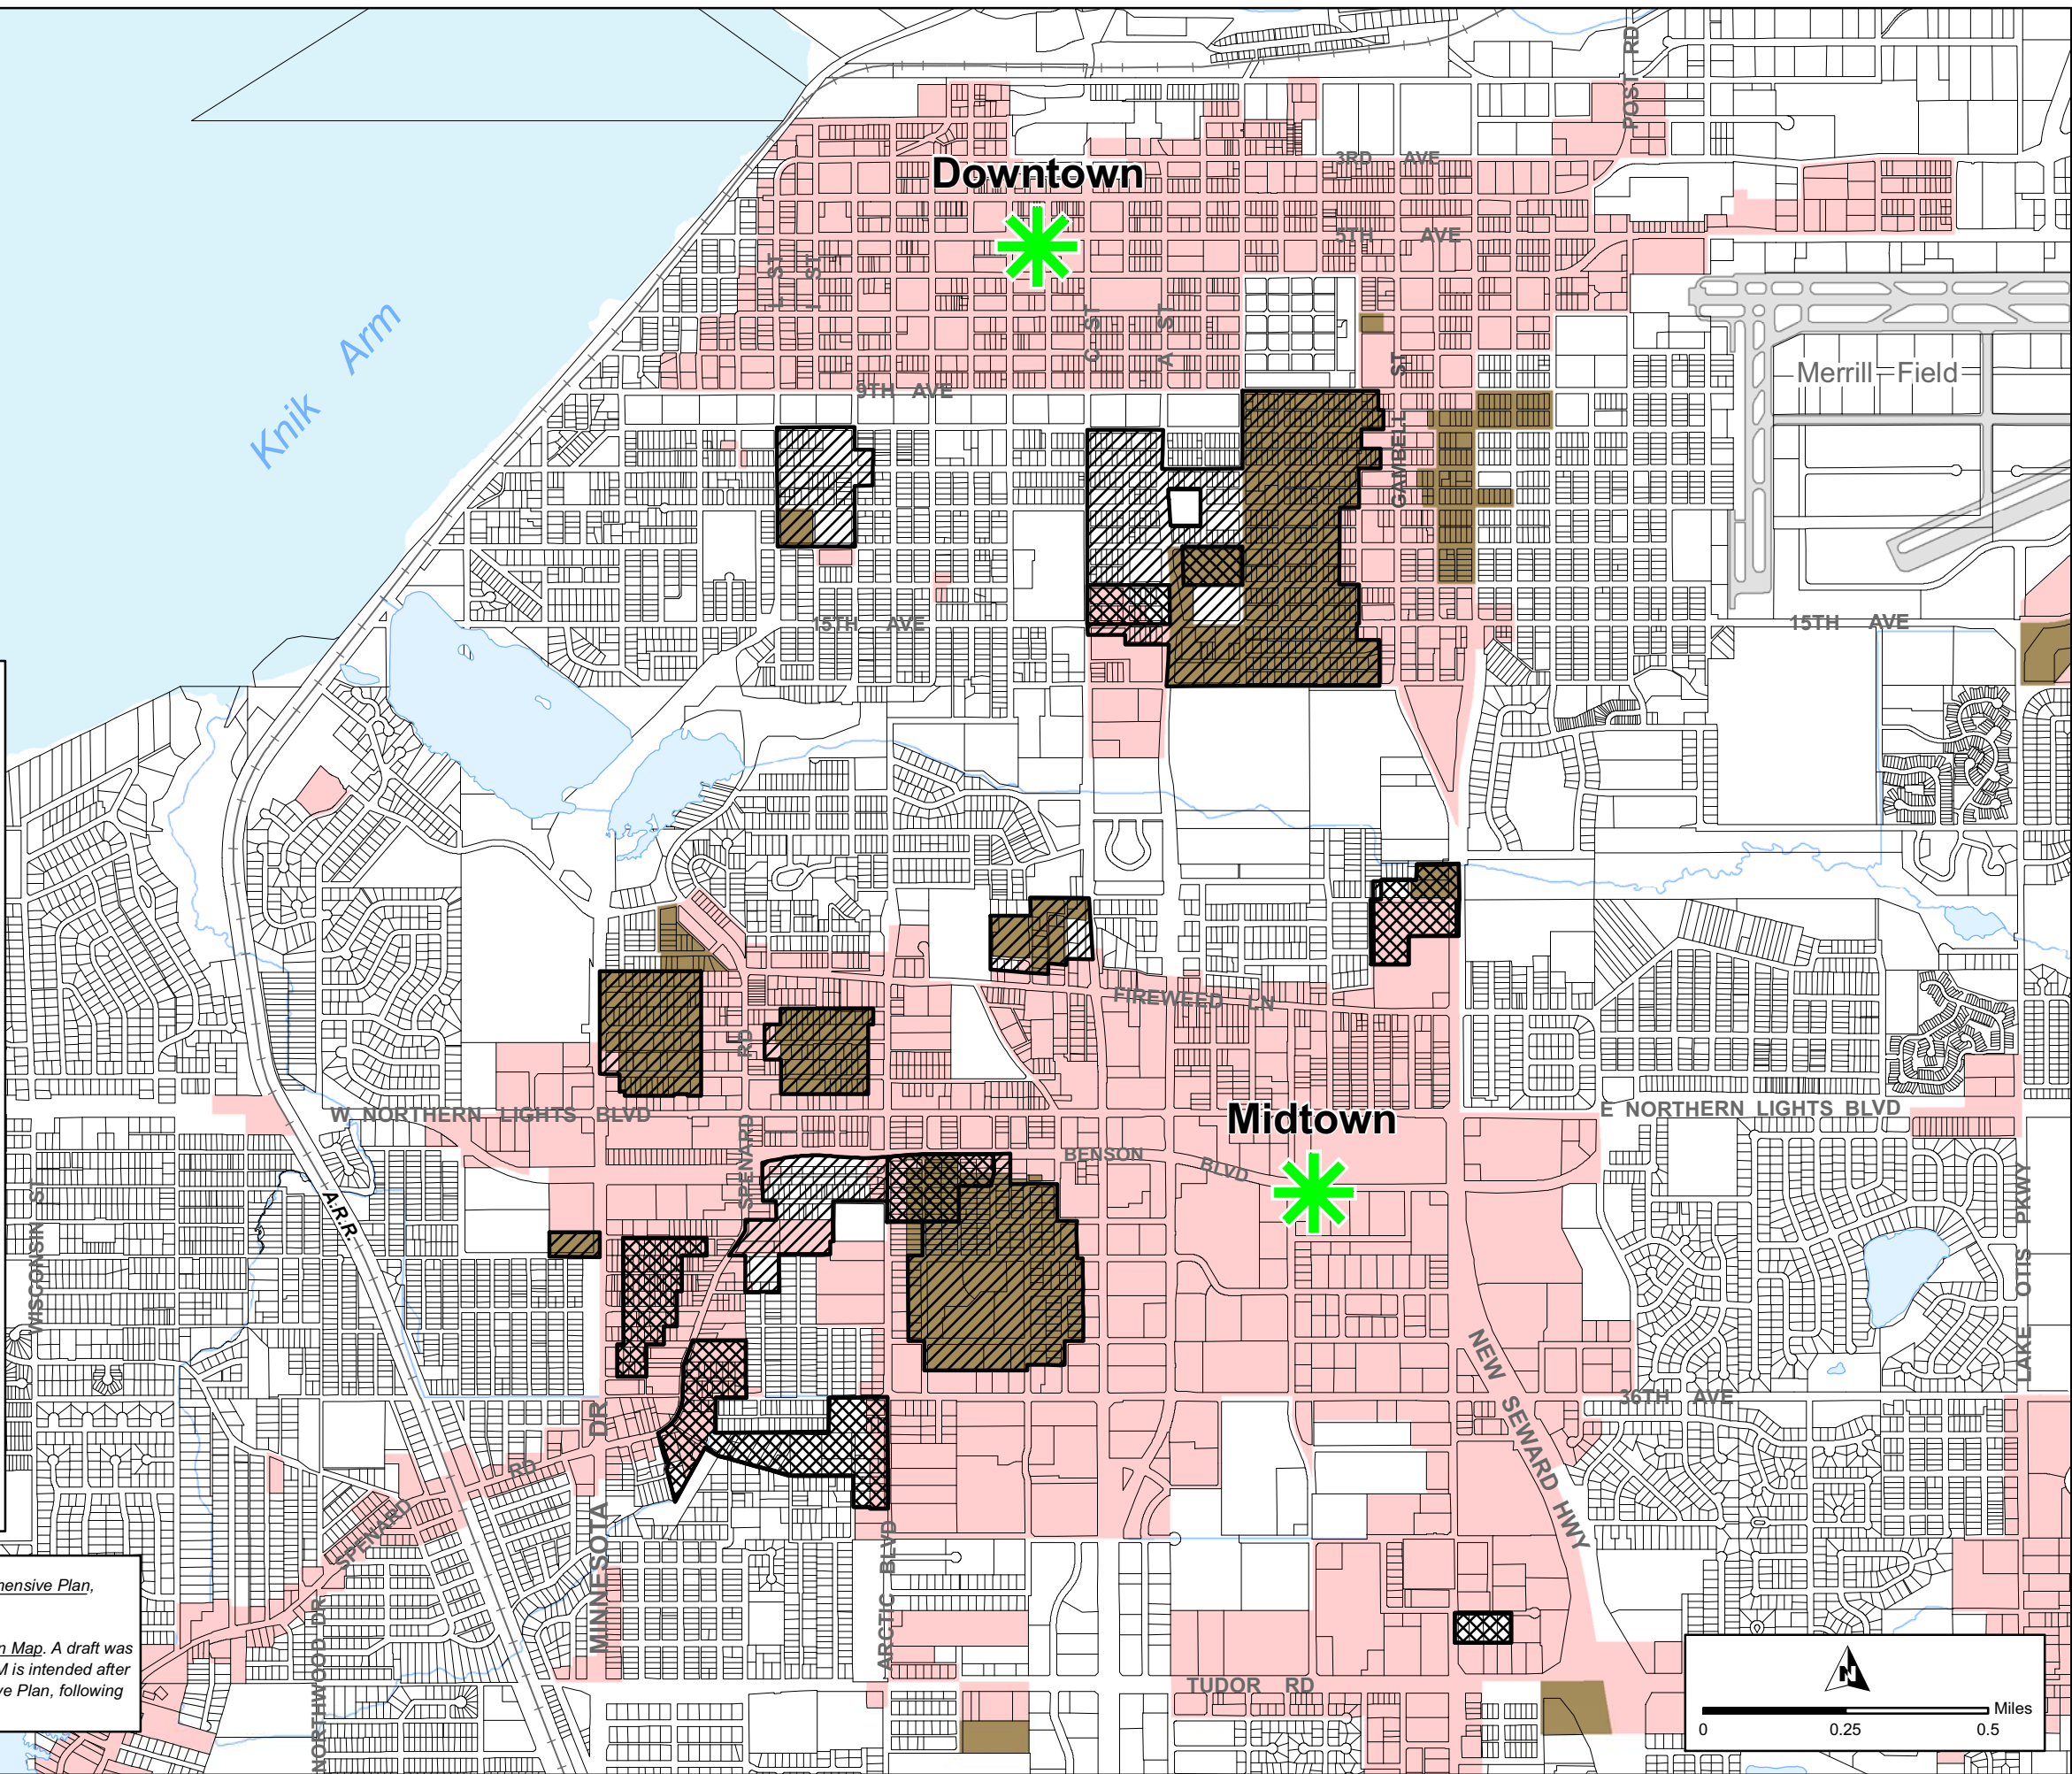 POST RD
3RD AVE
Downtown
5TH AVE
L ST
I ST
C ST
A ST
Knik Arm
ST
GAMBELL
9TH AVE
Merrill Field
15TH AVE
15TH AVE
FIREWEED LN
RD
SPENARD
W NORTHERN LIGHTS BLVD
E NORTHERN LIGHTS BLVD
Midtown
BENSON BLVD
WISCONSIN ST
A.R.R.
LAKE OTIS PKWY
NEW SEWARD HWY
36TH AVE
MINNESOTA DR
SPENARD RD
ARCTIC BLVD
NORTHWOOD DR
TUDOR RD
hensive Plan,
n Map. A draft was
M is intended after
ve Plan, following
N
Miles
0 0.25 0.5